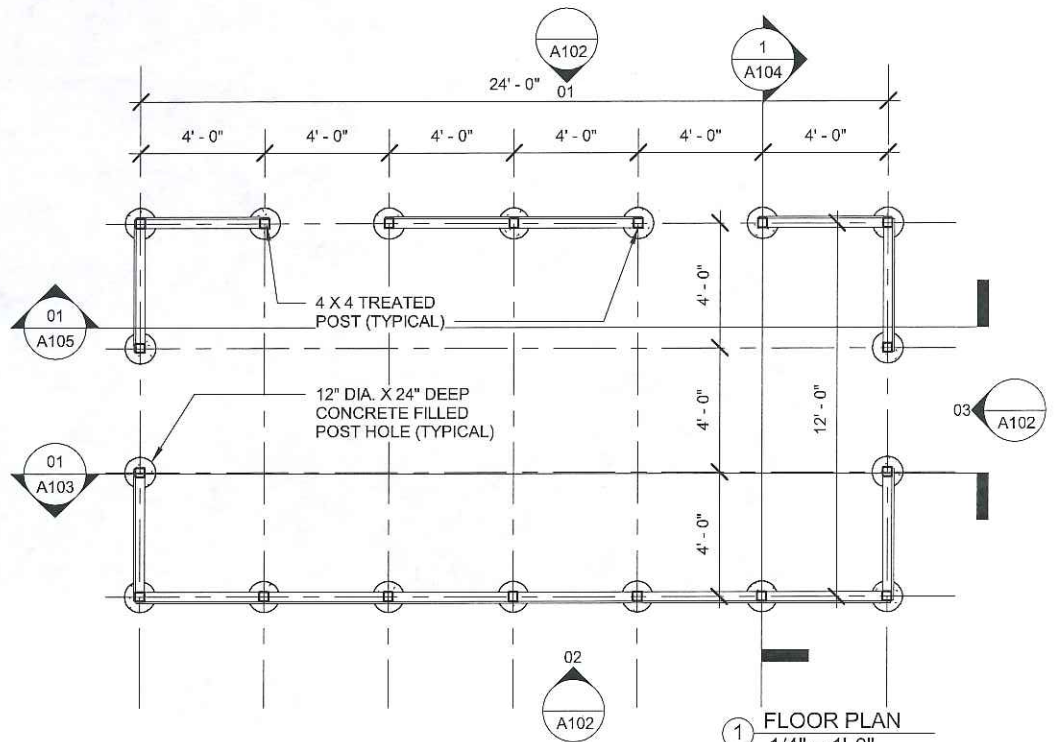 A102
01
1
A104
24' - 0"
4' - 0"
4' - 0"
4' - 0"
4' - 0"
4' - 0"
4' - 0"
4 X 4 TREATED
POST (TYPICAL)
4' - 0"
01
A105
12" DIA. X 24" DEEP
CONCRETE FILLED
POST HOLE (TYPICAL)
4' - 0"
12' - 0"
03
A102
01
A103
4' - 0"
02
A102
1
FLOOR PLAN